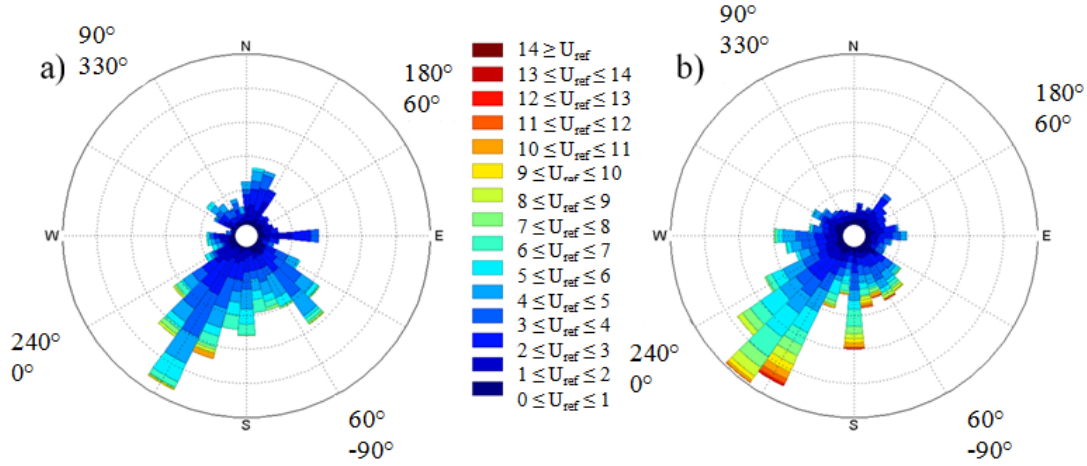 90°
330°
a)
N
180°
60°
W
E
240°
0°
S
60°
-90°
14 ≥ U_ref
13 ≤ U_ref ≤ 14
12 ≤ U_ref ≤ 13
11 ≤ U_ref ≤ 12
10 ≤ U_ref ≤ 11
9 ≤ U_ref ≤ 10
8 ≤ U_ref ≤ 9
7 ≤ U_ref ≤ 8
6 ≤ U_ref ≤ 7
5 ≤ U_ref ≤ 6
4 ≤ U_ref ≤ 5
3 ≤ U_ref ≤ 4
2 ≤ U_ref ≤ 3
1 ≤ U_ref ≤ 2
0 ≤ U_ref ≤ 1
90°
330°
b)
N
180°
60°
W
E
240°
0°
S
60°
-90°